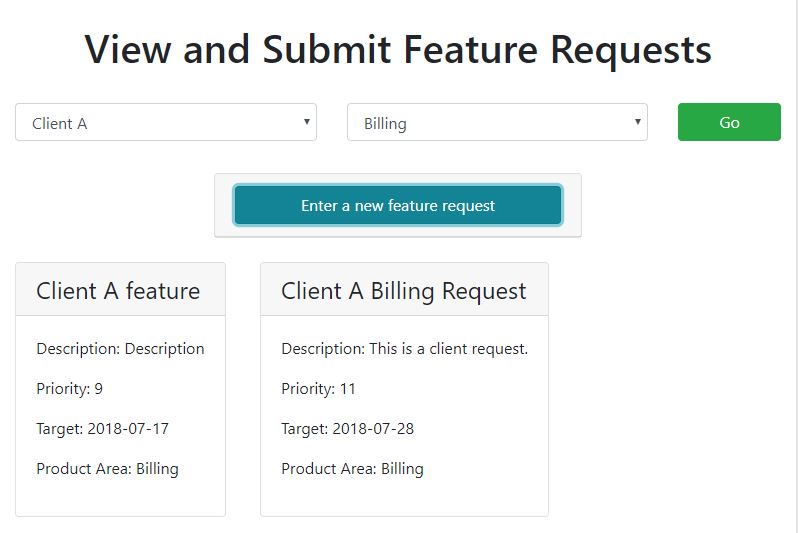 View and Submit Feature Requests
Client A
Billing
Go
Enter a new feature request
Client A feature
Description: Description
Priority: 9
Target: 2018-07-17
Product Area: Billing
Client A Billing Request
Description: This is a client request.
Priority: 11
Target: 2018-07-28
Product Area: Billing